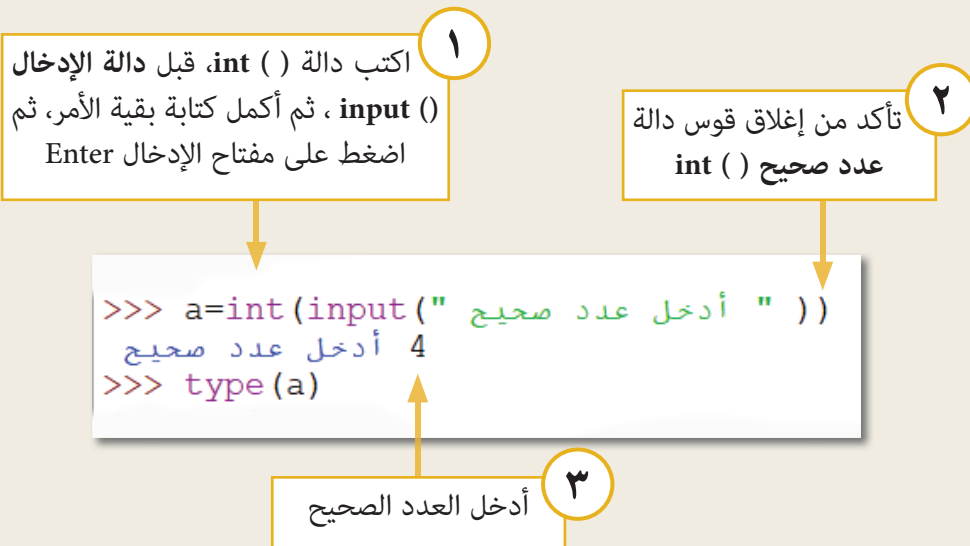 ١
اكتب دالة ( ) int، قبل دالة الإدخال
() input ، ثم أكمل كتابة بقية الأمر، ثم
اضغط على مفتاح الإدخال Enter
٢
تأكد من إغلاق قوس دالة
عدد صحيح ( ) int
>>> a=int(input(" أدخل عدد صحيح " ))
أدخل عدد صحيح 4
>>> type(a)
٣
أدخل العدد الصحيح